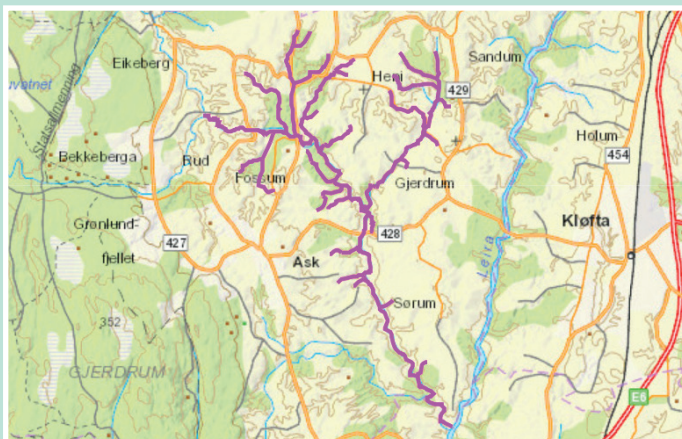 Sandum
Eikeberg
Heni
uvatnet
429
Statsallmenning
Holum
454
Bekkeberga
Rud
Fossum
Gjerdrum
Kløfta
Grønlund-
428
427
fjellet
Ask
Leira
Sørum
352
GJERDRUM
E6